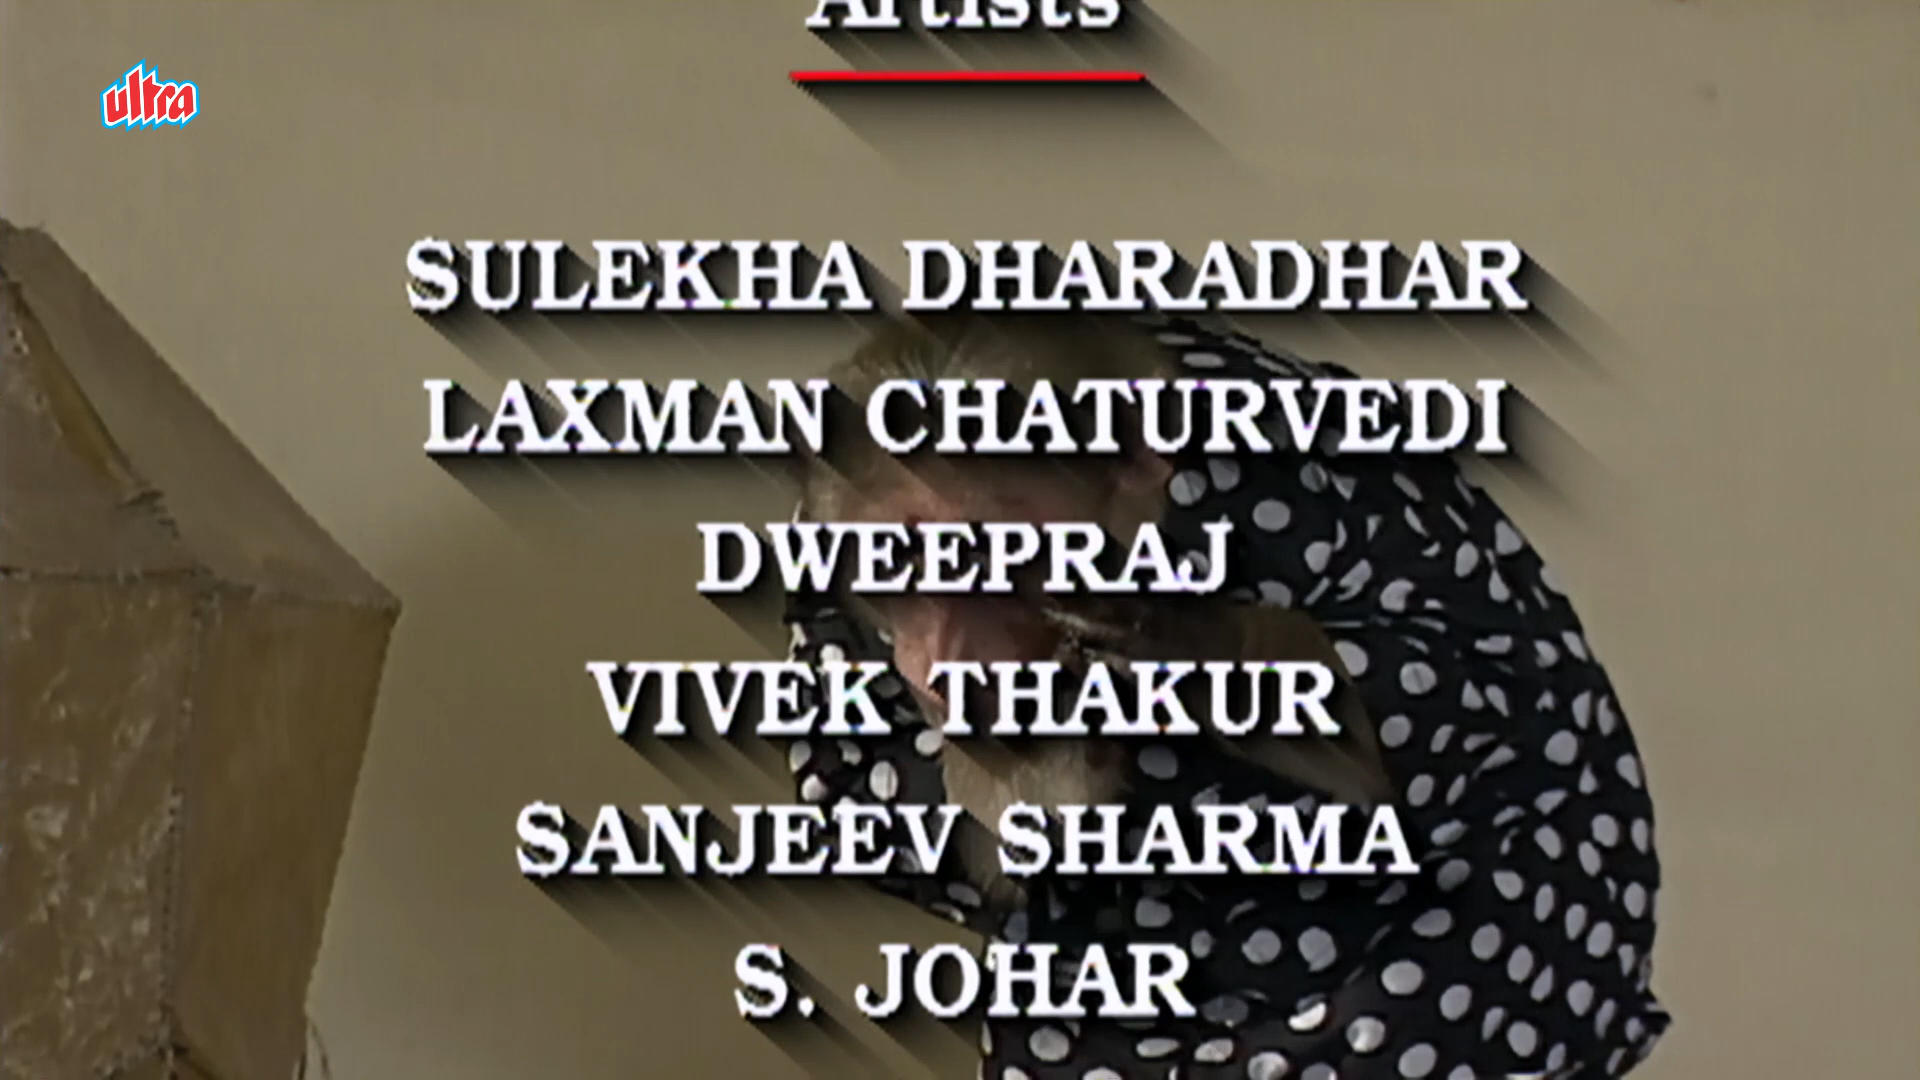 Artists
ultra
SULEKHA DHARADHAR
LAXMAN CHATURVEDI
DWEEPRAJ
VIVEK THAKUR
SANJEEV SHARMA
S. JOHAR